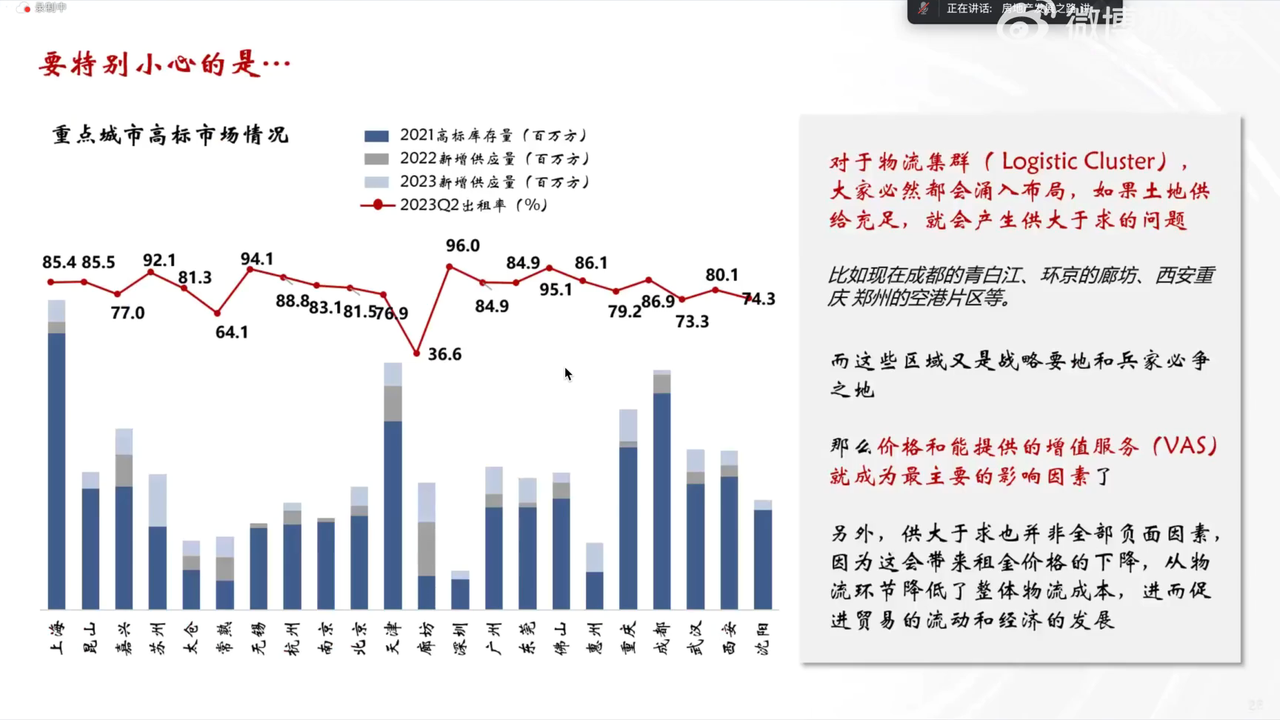 录制中
正在讲话: 房地产发展之路 讲
微博
要特别小心的是…
重点城市高标市场情况
2021高标库存量（百万方）
2022新增供应量（百万方）
2023新增供应量（百万方）
2023Q2出租率（%）
85.4 85.5 77.0 92.1 81.3 64.1 94.1 88.8 83.1 81.5 76.9 36.6 96.0 84.9 84.9 95.1 86.1 79.2 86.9 73.3 80.1 74.3
上海 昆山 嘉兴 苏州 太仓 常熟 无锡 杭州 南京 北京 天津 廊坊 深圳 广州 东莞 佛山 惠州 重庆 成都 武汉 西安 沈阳
对于物流集群（ Logistic Cluster），
大家必然都会涌入布局，如果土地供
给充足，就会产生供大于求的问题
比如现在成都的青白江、环京的廊坊、西安重
庆 郑州的空港片区等。
而这些区域又是战略要地和兵家必争
之地
那么价格和能提供的增值服务（VAS）
就成为最主要的影响因素了
另外，供大于求也并非全部负面因素，
因为这会带来租金价格的下降，从物
流环节降低了整体物流成本，进而促
进贸易的流动和经济的发展